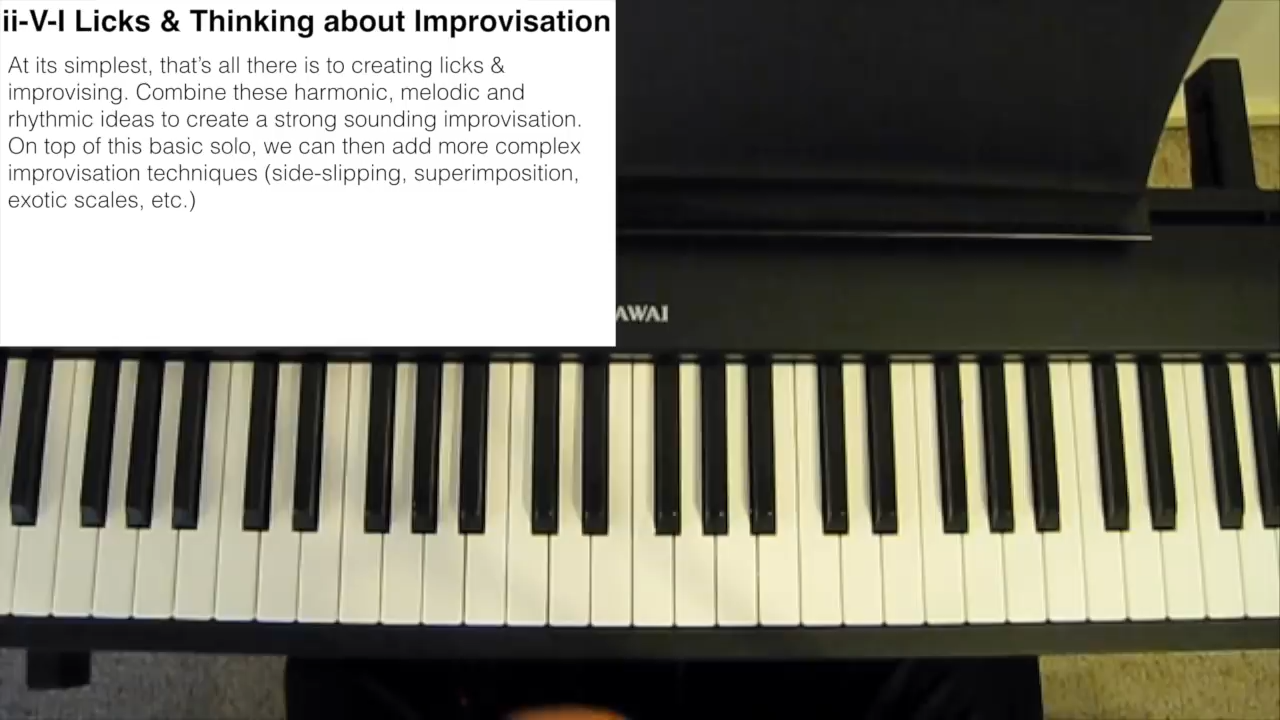 ii-V-I Licks & Thinking about Improvisation
At its simplest, that's all there is to creating licks &
improvising. Combine these harmonic, melodic and
rhythmic ideas to create a strong sounding improvisation.
On top of this basic solo, we can then add more complex
improvisation techniques (side-slipping, superimposition,
exotic scales, etc.)
AWAI